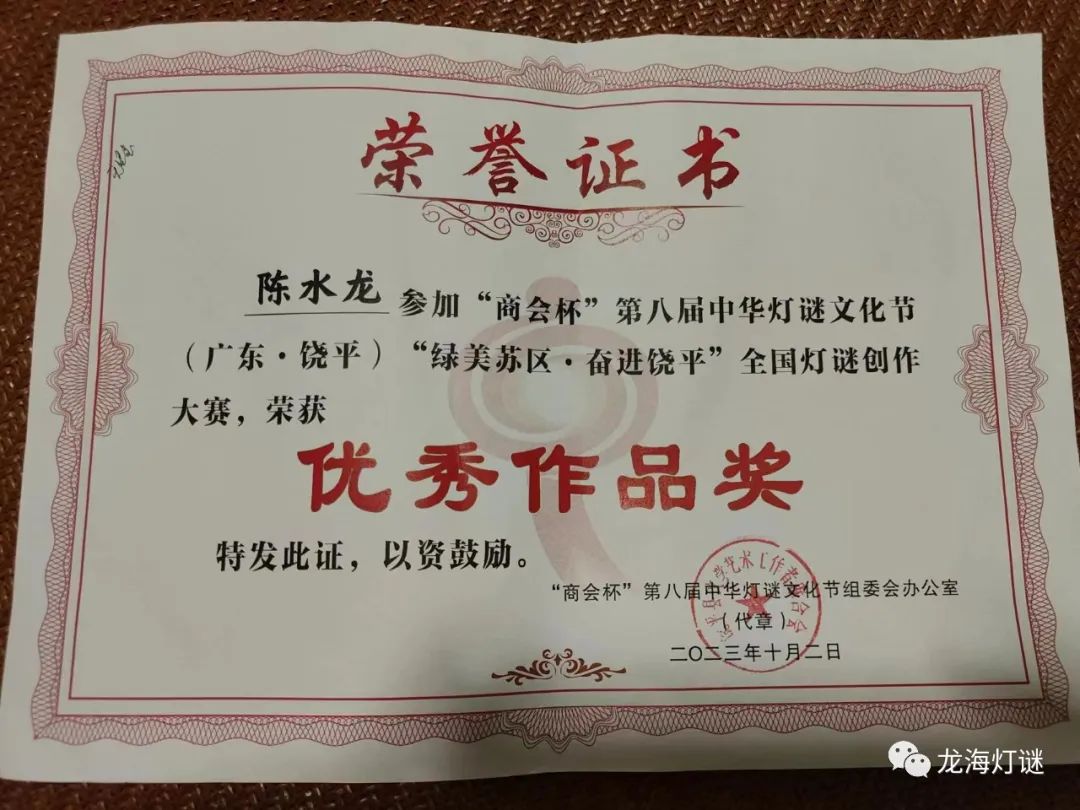 荣誉证书
陈水龙 参加“商会杯”第八届中华灯谜文化节
（广东·饶平）“绿美苏区·奋进饶平”全国灯谜创作
大赛，荣获
优秀作品奖
特发此证，以资鼓励。
“商会杯”第八届中华灯谜文化节组委会办公室
（代章）
二〇二三年十月二日
龙海灯谜